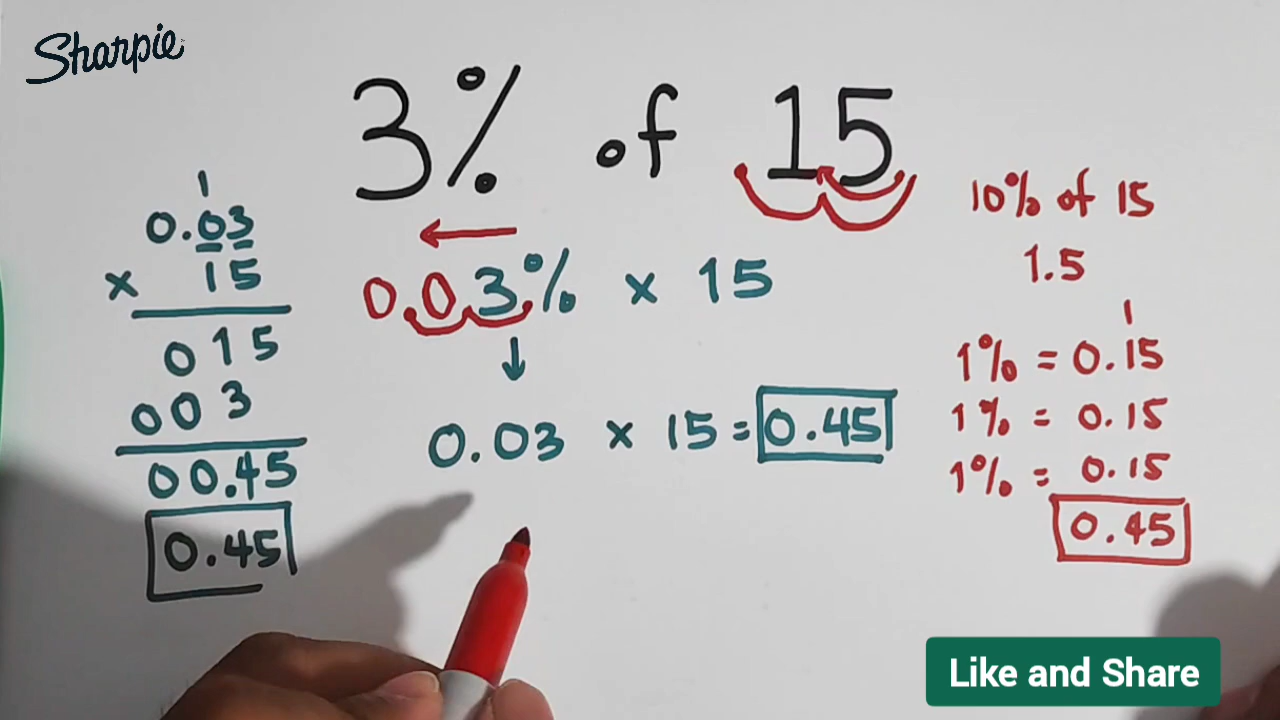 Sharpie
3% of 15
1
0.03
x 15
015
003
00.45
0.45
0.03% x 15
0.03 x 15 = 0.45
10% of 15
1.5
1
1% = 0.15
1% = 0.15
1% = 0.15
0.45
Like and Share